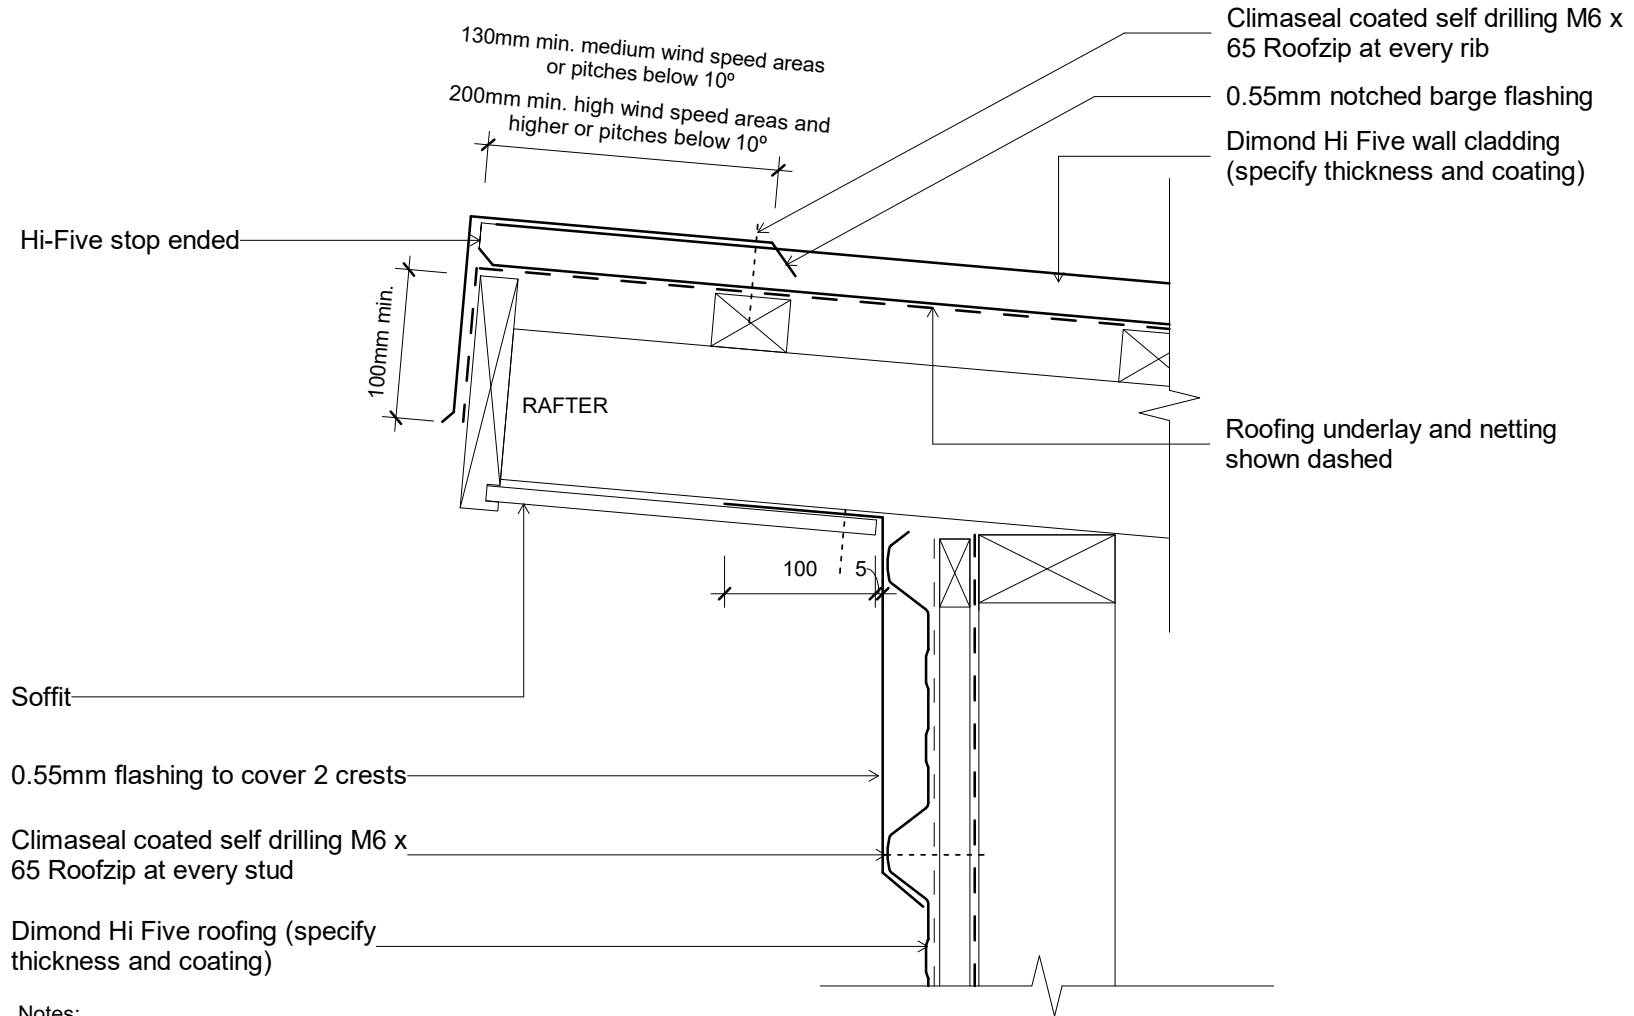 130mm min. medium wind speed areas
or pitches below 10º
200mm min. high wind speed areas and
higher or pitches below 10º
Climaseal coated self drilling M6 x
65 Roofzip at every rib
0.55mm notched barge flashing
Dimond Hi Five wall cladding
(specify thickness and coating)
Hi-Five stop ended
100mm min.
RAFTER
Roofing underlay and netting
shown dashed
100
5
Soffit
0.55mm flashing to cover 2 crests
Climaseal coated self drilling M6 x
65 Roofzip at every stud
Dimond Hi Five roofing (specify
thickness and coating)
Notes: